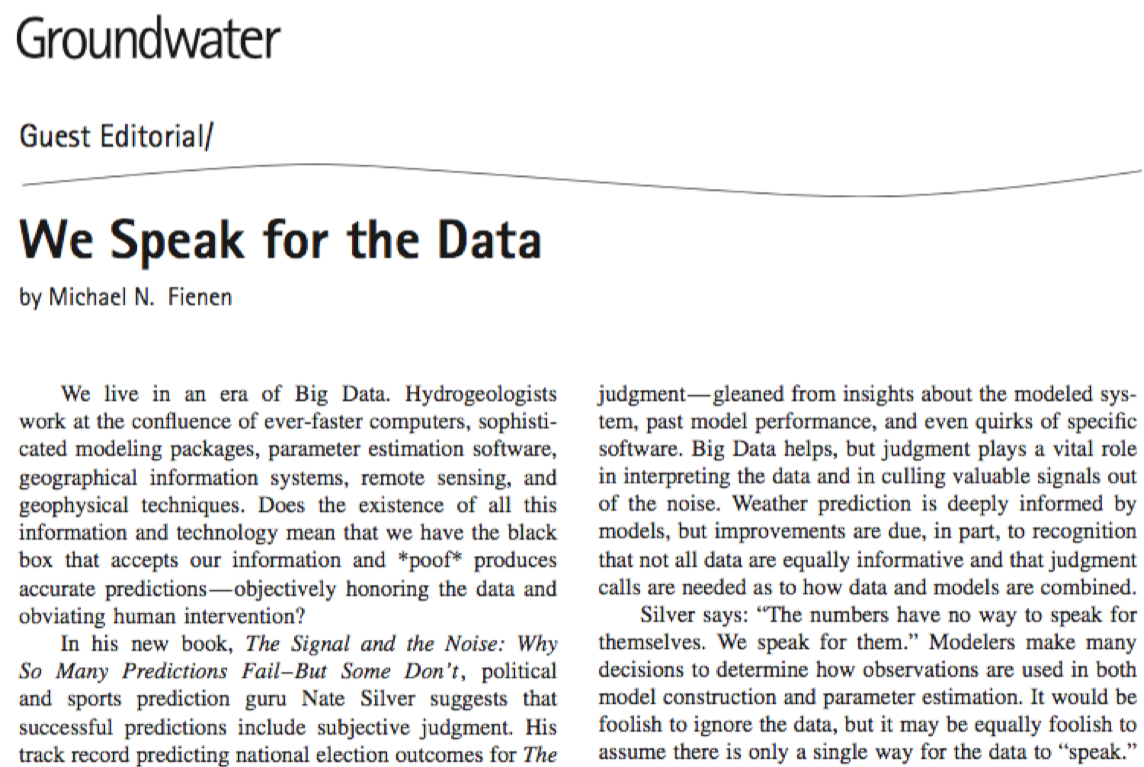 Groundwater
Guest Editorial/
We Speak for the Data
by Michael N. Fienen
We live in an era of Big Data. Hydrogeologists
work at the confluence of ever-faster computers, sophisti-
cated modeling packages, parameter estimation software,
geographical information systems, remote sensing, and
geophysical techniques. Does the existence of all this
information and technology mean that we have the black
box that accepts our information and *poof* produces
accurate predictions—objectively honoring the data and
obviating human intervention?
In his new book, The Signal and the Noise: Why
So Many Predictions Fail–But Some Don't, political
and sports prediction guru Nate Silver suggests that
successful predictions include subjective judgment. His
track record predicting national election outcomes for The
judgment—gleaned from insights about the modeled sys-
tem, past model performance, and even quirks of specific
software. Big Data helps, but judgment plays a vital role
in interpreting the data and in culling valuable signals out
of the noise. Weather prediction is deeply informed by
models, but improvements are due, in part, to recognition
that not all data are equally informative and that judgment
calls are needed as to how data and models are combined.
Silver says: “The numbers have no way to speak for
themselves. We speak for them.” Modelers make many
decisions to determine how observations are used in both
model construction and parameter estimation. It would be
foolish to ignore the data, but it may be equally foolish to
assume there is only a single way for the data to “speak.”